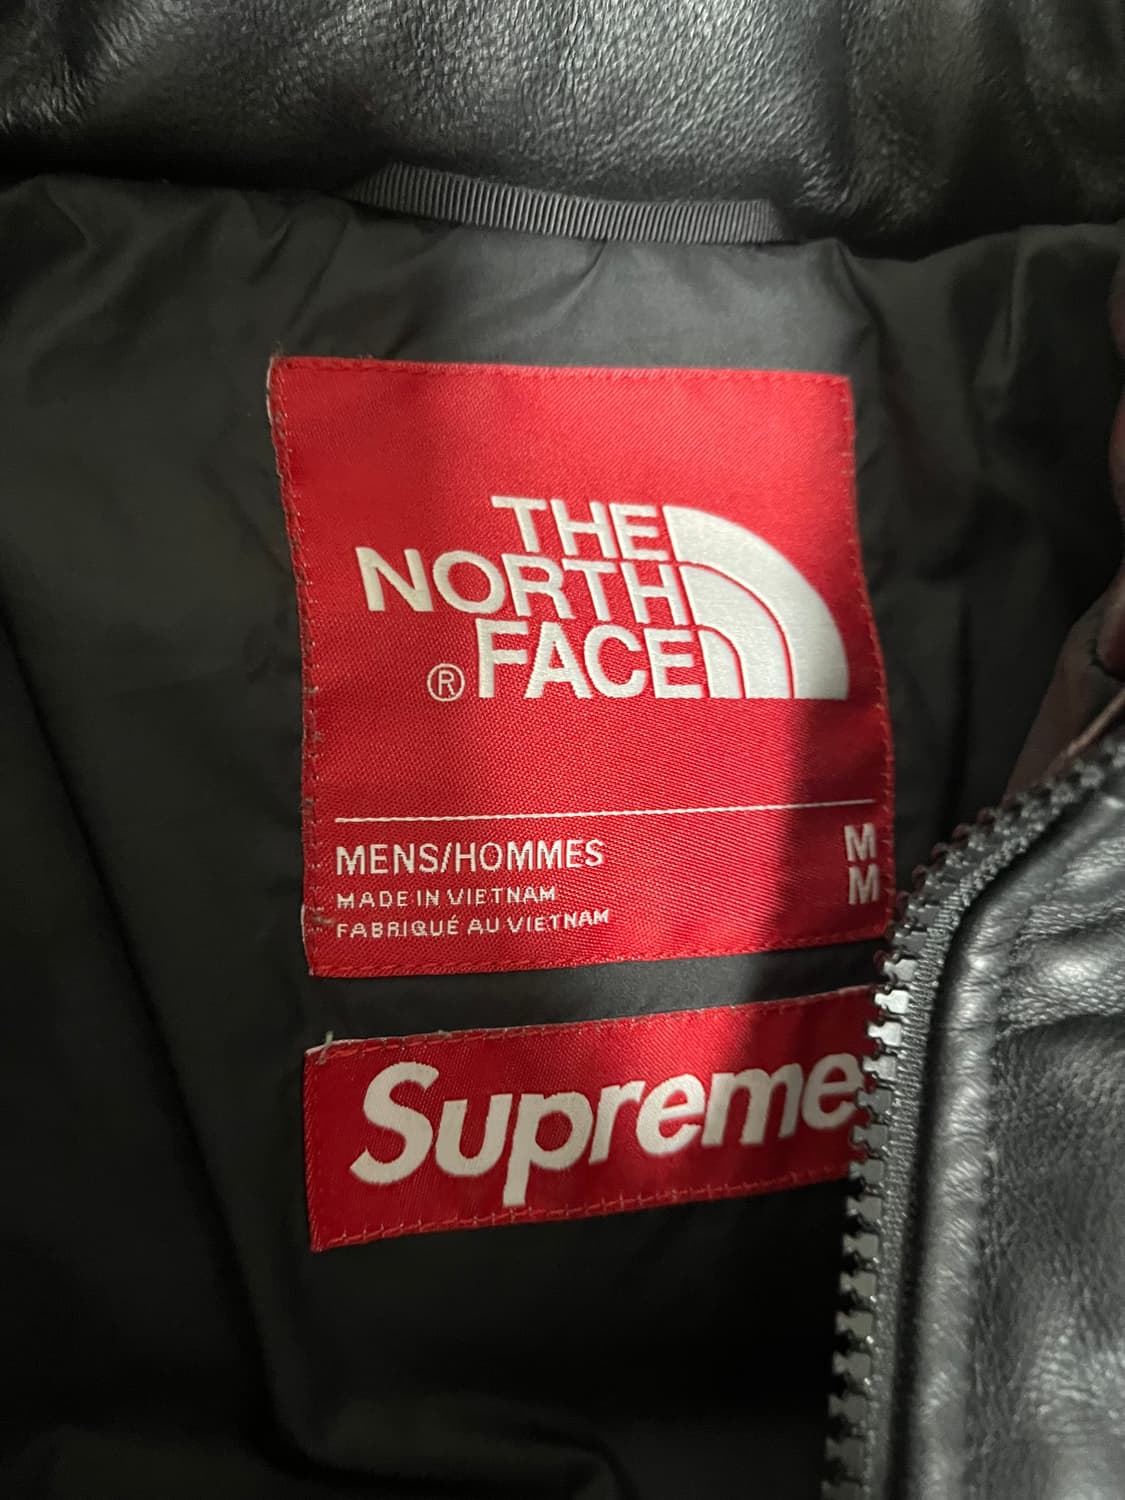 THE
NORTH
FACE
®
MENS/HOMMES M
MADE IN VIETNAM M
FABRIQUÉ AU VIETNAM
Supreme